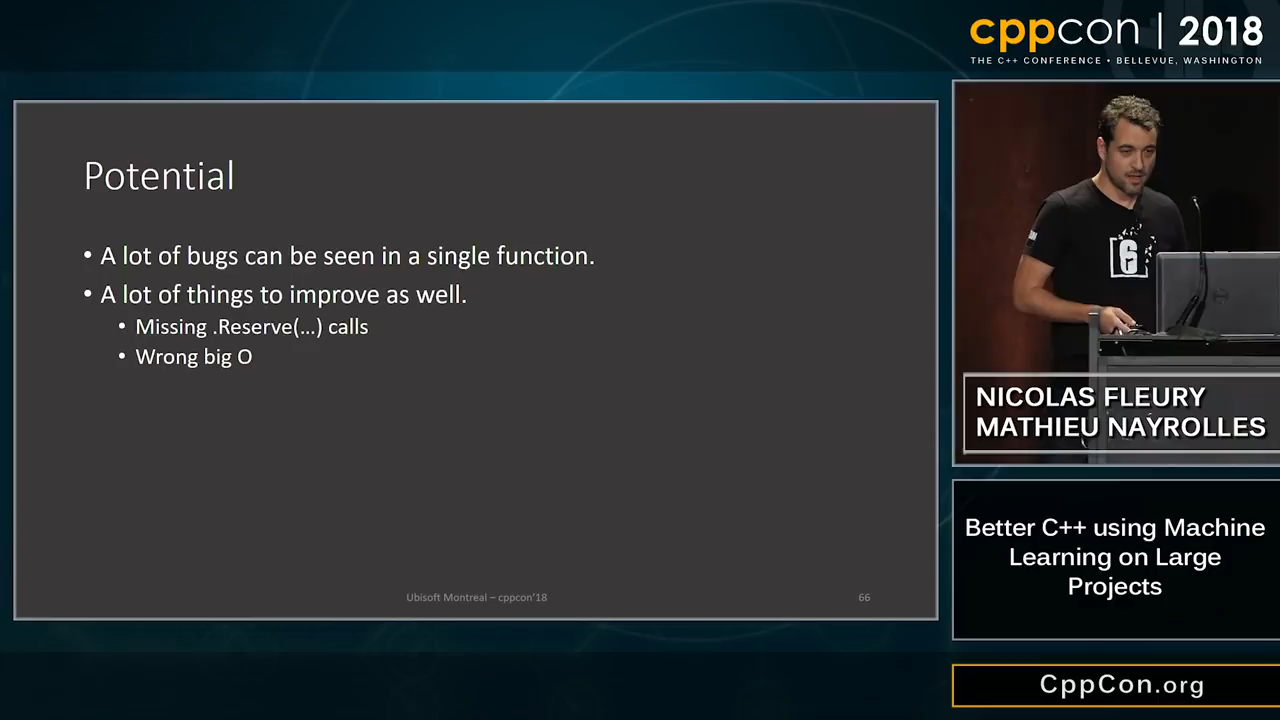 cppcon | 2018
THE C++ CONFERENCE • BELLEVUE, WASHINGTON
Potential
• A lot of bugs can be seen in a single function.
• A lot of things to improve as well.
• Missing .Reserve(...) calls
• Wrong big O
Ubisoft Montreal – cppcon'18
66
6
NICOLAS FLEURY
MATHIEU NAYROLLES
Better C++ using Machine
Learning on Large
Projects
CppCon.org